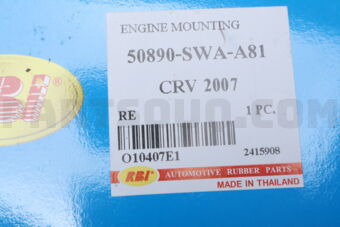 ENGINE MOUNTING
50890-SWA-A81
CRV 2007
RE 1 PC.
O10407E1 2415908
RBI AUTOMOTIVE RUBBER PARTS
MADE IN THAILAND
RBI